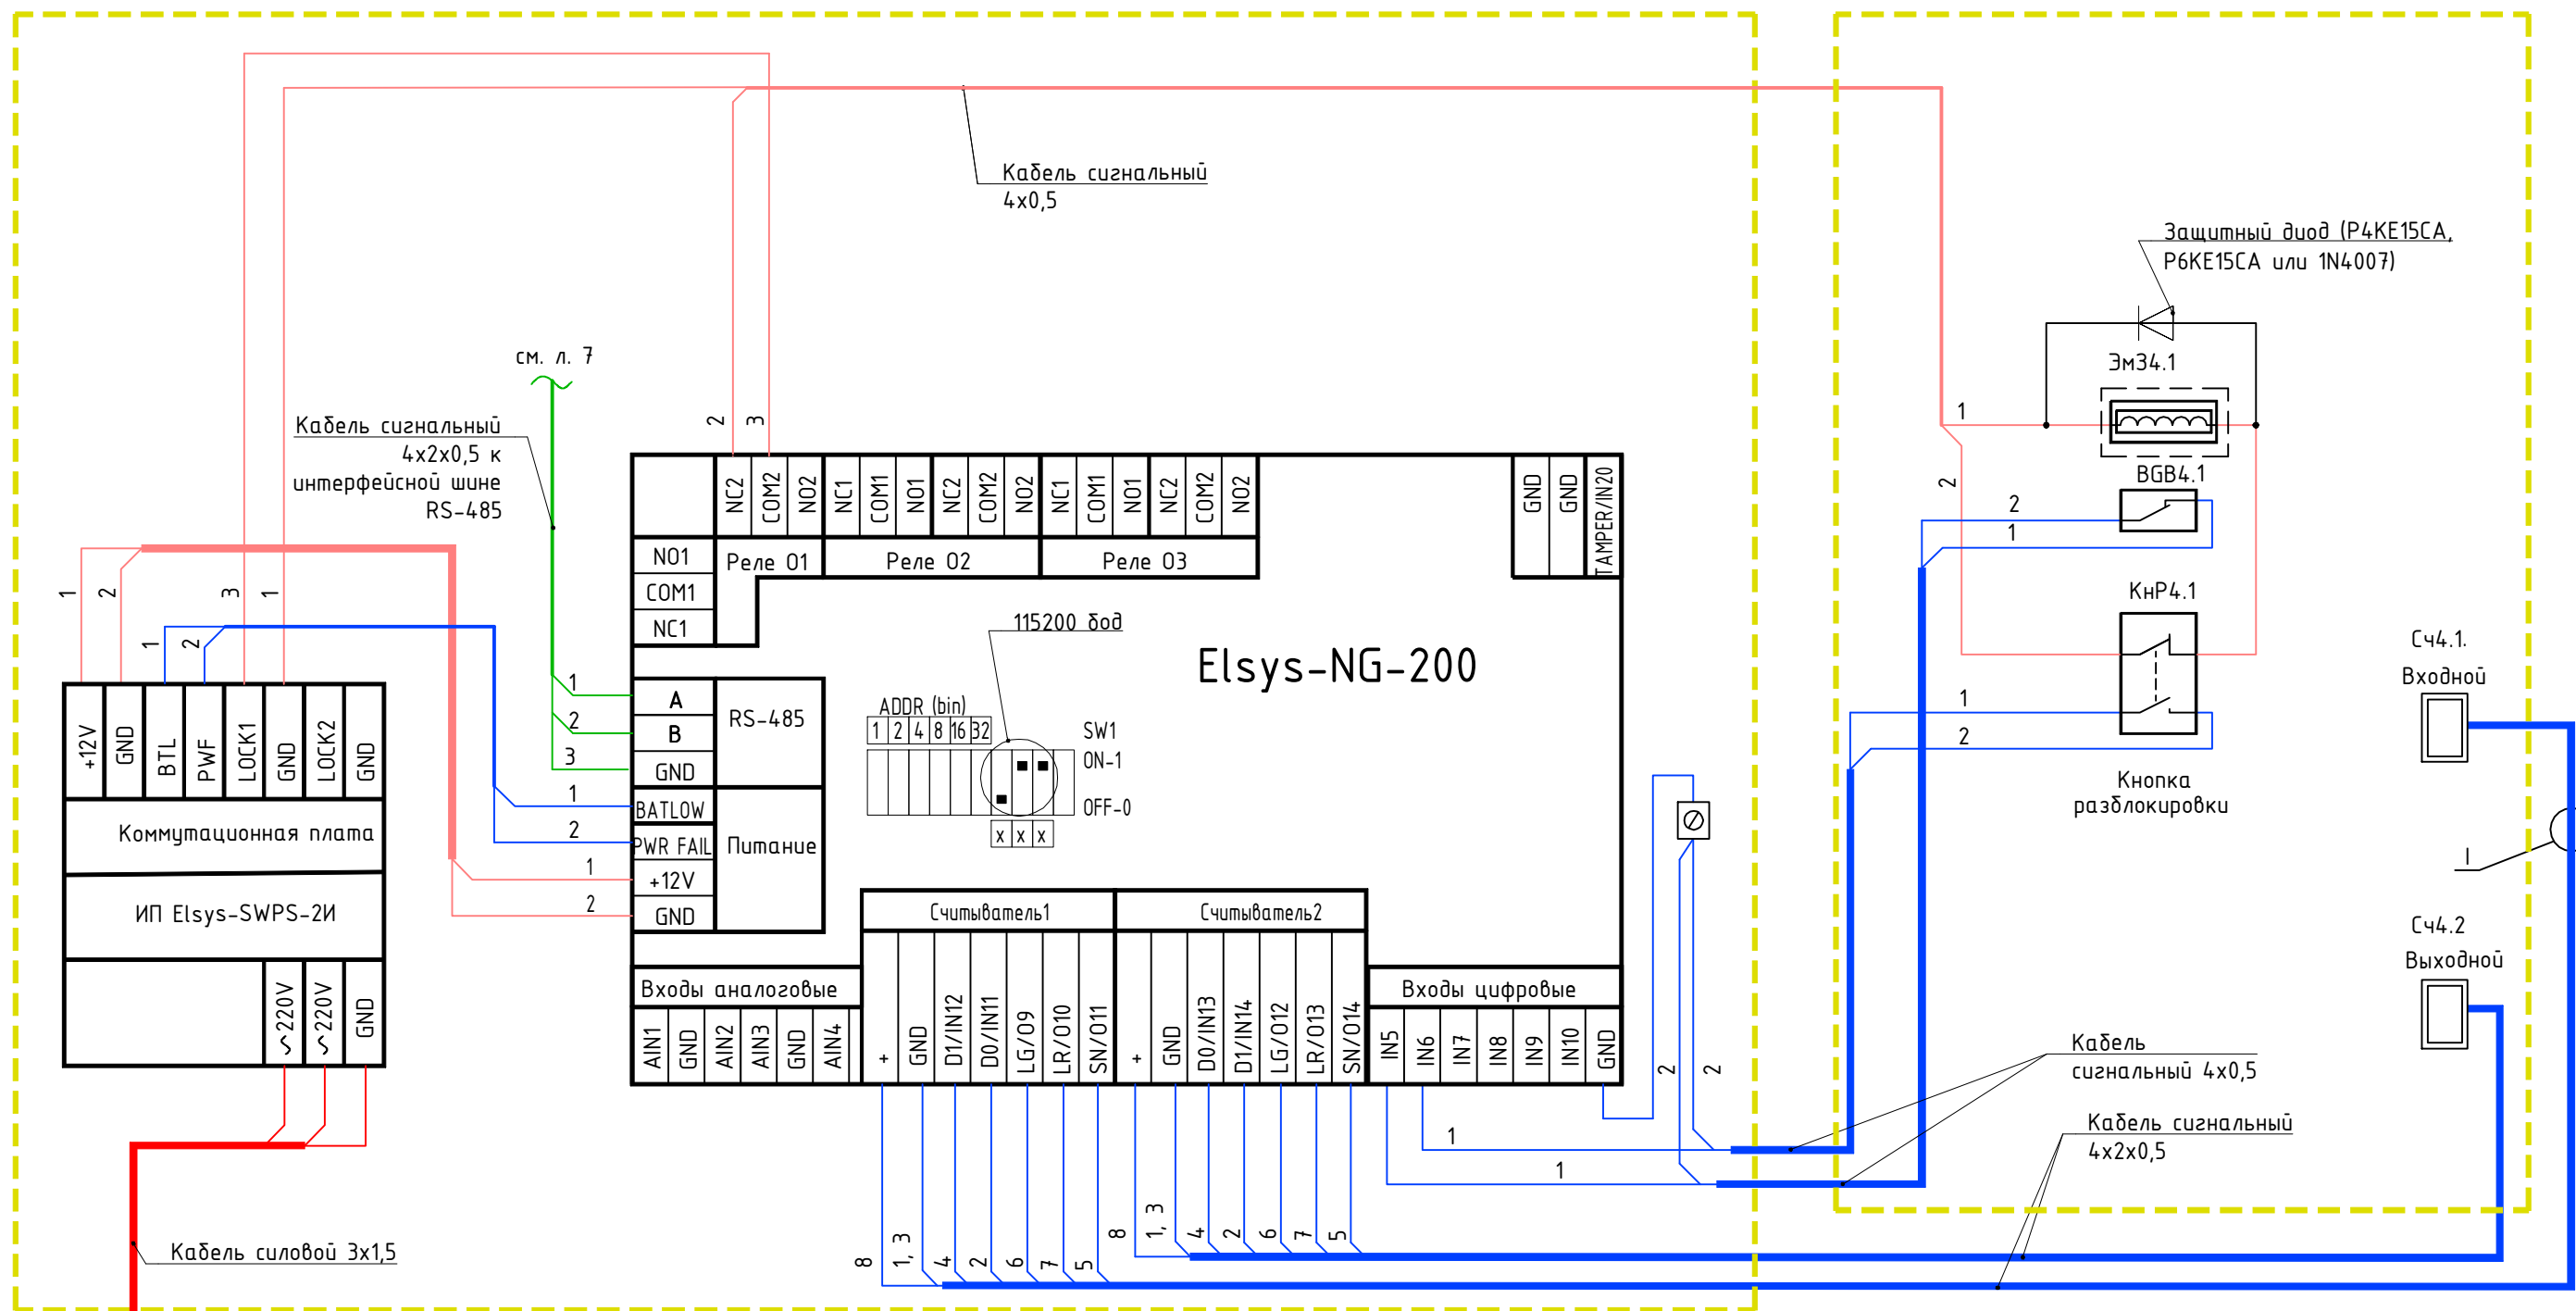 Кабель сигнальный
4х0,5
Защитный диод (P4KE15CA,
P6KE15CA или 1N4007)
ЭмЗ4.1
1
2
BGB4.1
2
1
КнР4.1
1
2
Кнопка
разблокировки
Сч4.1.
Входной
I
Сч4.2
Выходной
см. л. 7
Кабель сигнальный
4х2х0,5 к
интерфейсной шине
RS-485
1
2
3
1
1
2
+12V
GND
BTL
PWF
LOCK1
GND
LOCK2
GND
Коммутационная плата
ИП Elsys-SWPS-2И
~220V
~220V
GND
Кабель силовой 3х1,5
2
3
NC2
COM2
NO2
NC1
COM1
NO1
NC2
COM2
NO2
NC1
COM1
NO1
NC2
COM2
NO2
GND
GND
TAMPER/IN20
Реле О1
Реле О2
Реле О3
NO1
COM1
NC1
115200 бод
Elsys-NG-200
1
2
3
A
B
GND
RS-485
ADDR (bin)
1 2 4 8 16 32
SW1
ON-1
OFF-0
x x x
1
2
1
2
BATLOW
PWR FAIL
+12V
GND
Питание
Считыватель1
Считыватель2
Входы аналоговые
Входы цифровые
AIN1
GND
AIN2
AIN3
GND
AIN4
+
GND
D1/IN12
D0/IN11
LG/O9
LR/O10
SN/O11
+
GND
D0/IN13
D1/IN14
LG/O12
LR/O13
SN/O14
IN5
IN6
IN7
IN8
IN9
IN10
GND
2
2
1
1
Кабель
сигнальный 4х0,5
Кабель сигнальный
4х2х0,5
8
1, 3
4
2
6
7
5
8
1, 3
4
2
6
7
5